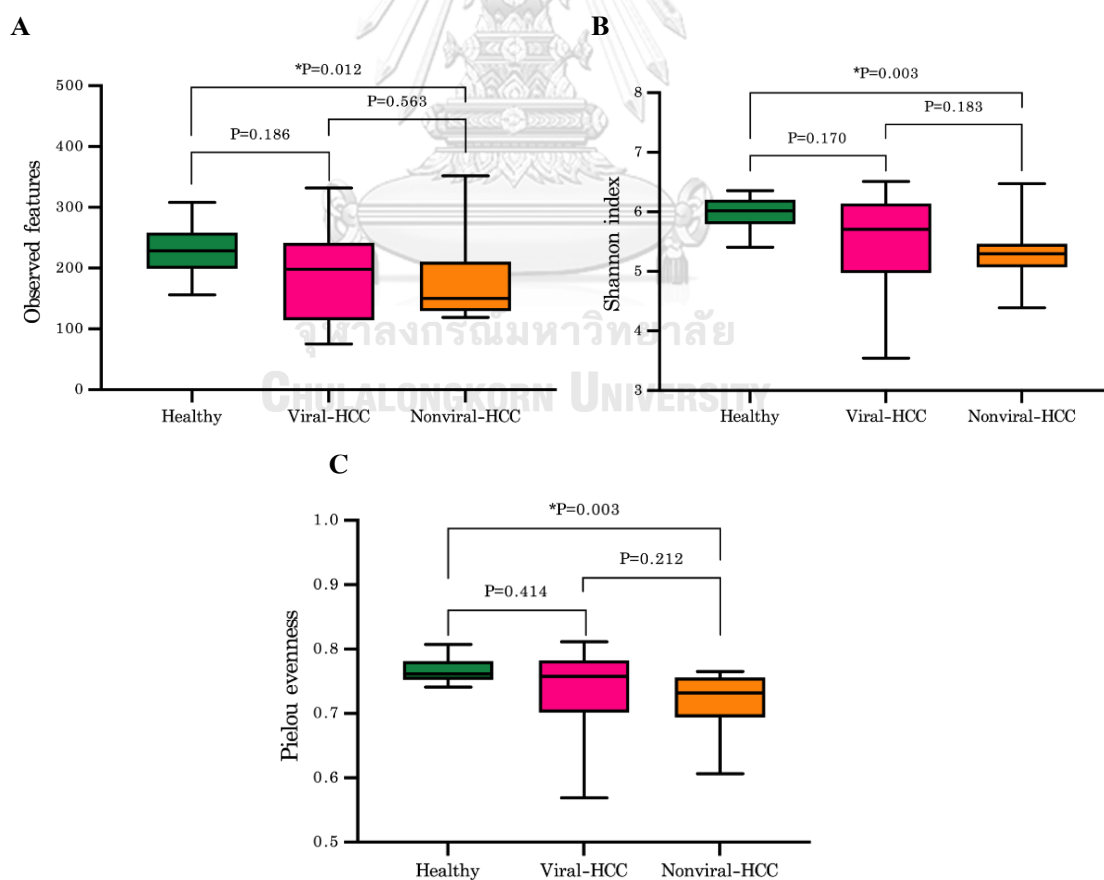 A
B
*P=0.012
P=0.563
P=0.186
Observed features
500
400
300
200
100
0
Healthy
Viral-HCC
Nonviral-HCC
*P=0.003
P=0.183
P=0.170
Shannon index
8
7
6
5
4
3
Healthy
Viral-HCC
Nonviral-HCC
จุฬาลงกรณ์มหาวิทยาลัย
CHULALONGKORN UNIVERSITY
C
*P=0.003
P=0.212
P=0.414
Pielou evenness
1.0
0.9
0.8
0.7
0.6
0.5
Healthy
Viral-HCC
Nonviral-HCC